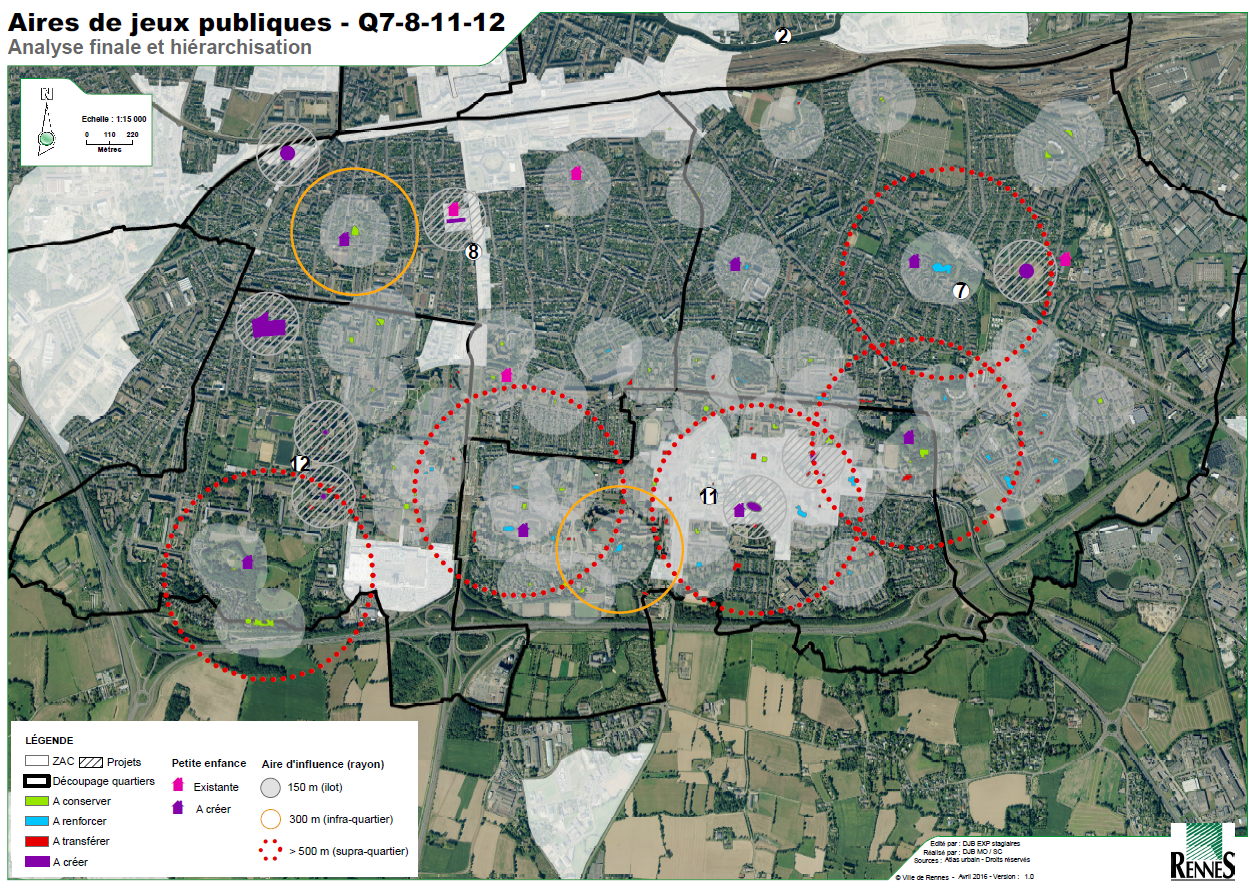 Aires de jeux publiques - Q7-8-11-12
Analyse finale et hiérarchisation
N
Echelle : 1:15 000
0 110 220
Mètres
2
8
7
12
11
LÉGENDE
ZAC Projets
Découpage quartiers
A conserver
A renforcer
A transférer
A créer
Petite enfance
Existante
A créer
Aire d'influence (rayon)
150 m (ilot)
300 m (infra-quartier)
> 500 m (supra-quartier)
Edité par : DJB EXP stagiaires
Réalisé par : DJB MO / SC
Sources : Atlas urbain - Droits réservés
© Ville de Rennes - Avril 2016 - Version : 1.0
RENNES